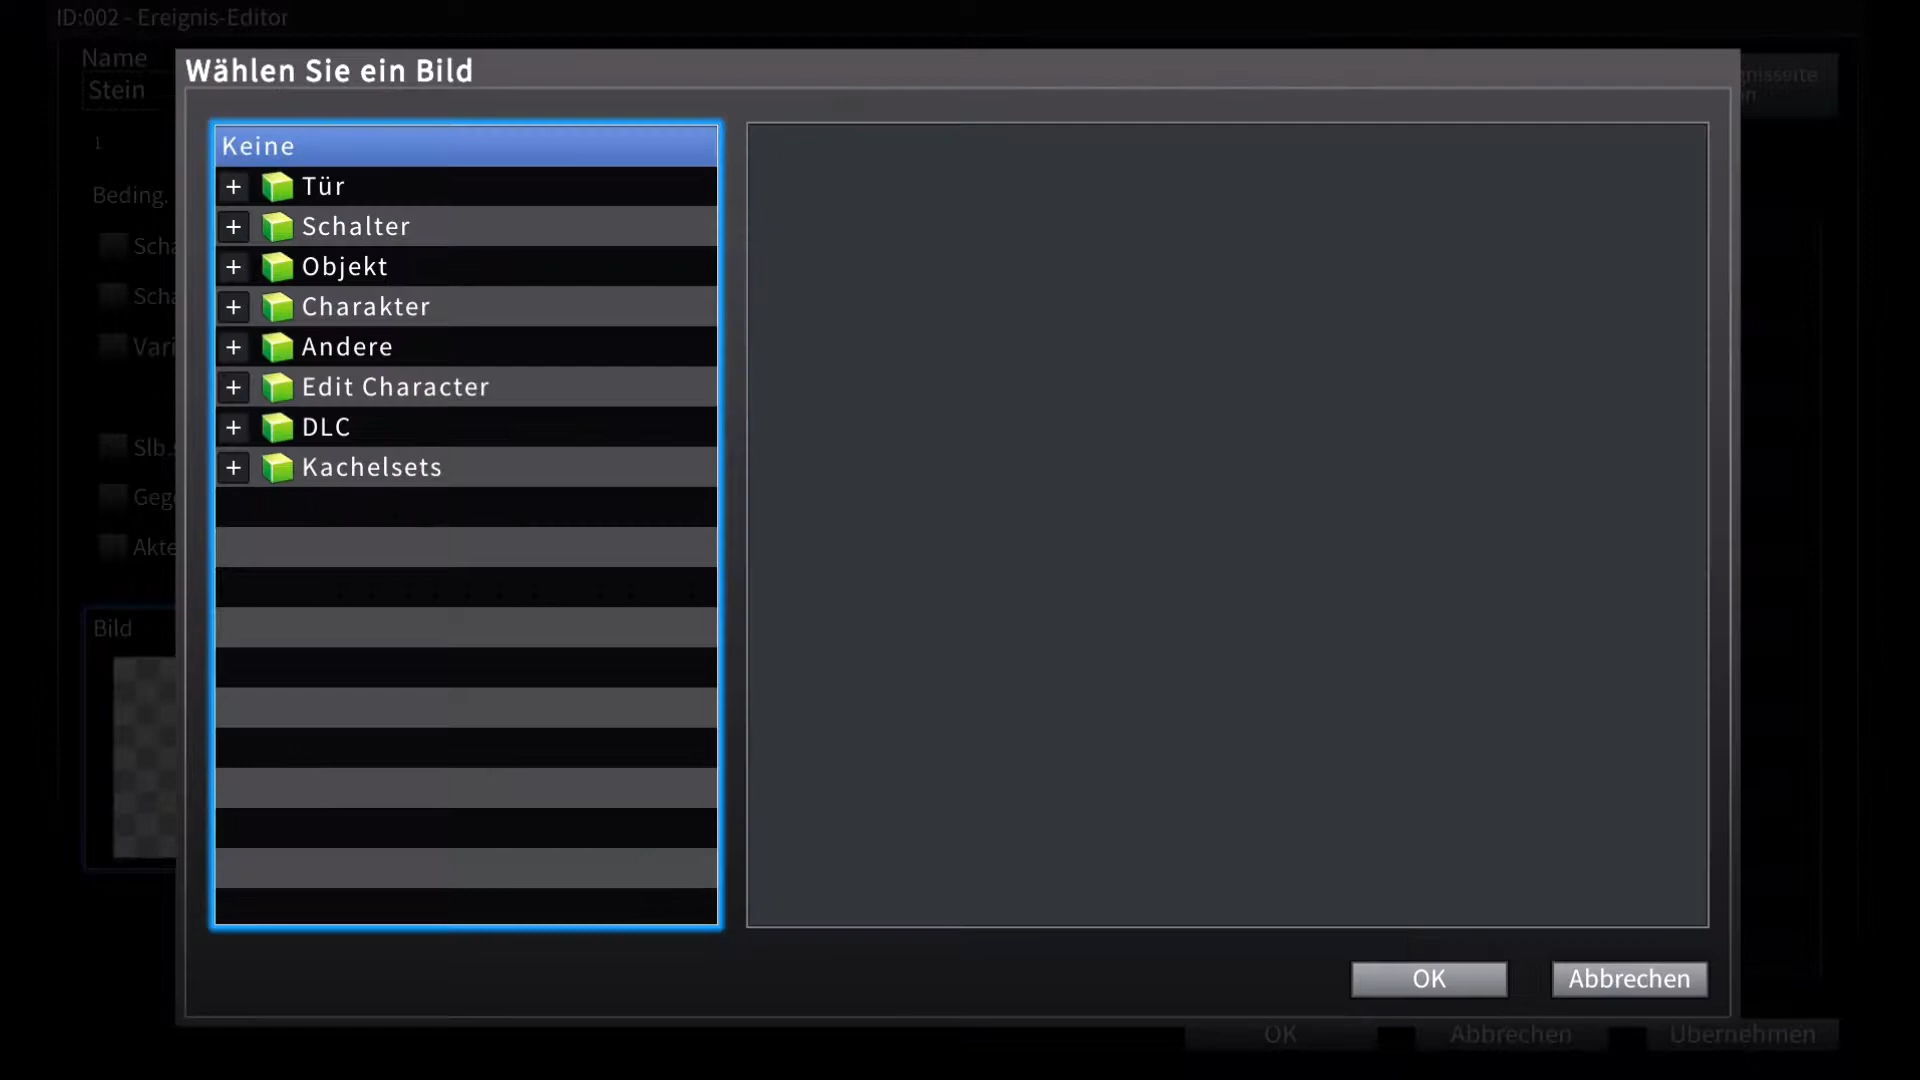 ID:002 - Ereignis-Editor
Name
Stein
1
Beding.
Wählen Sie ein Bild
Keine
+ Tür
+ Schalter
+ Objekt
+ Charakter
+ Andere
+ Edit Character
+ DLC
+ Kachelsets
Bild
OK Abbrechen
OK Abbrechen Übernehmen